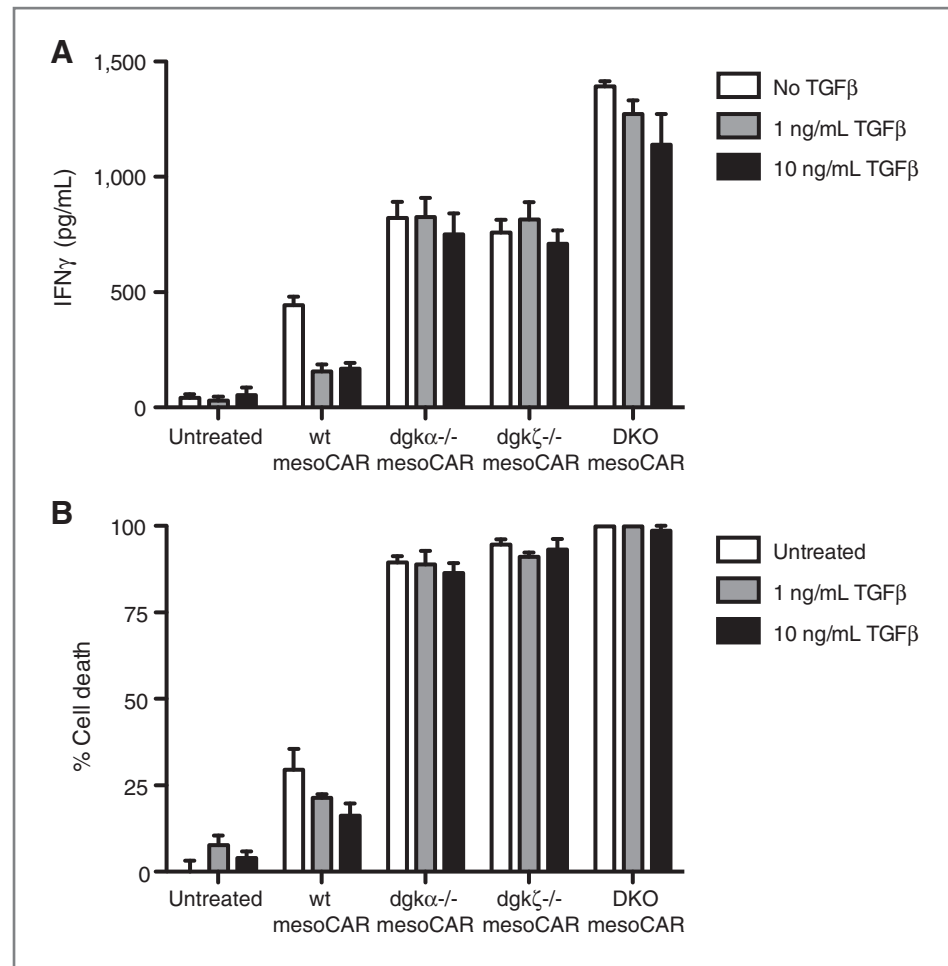 A
1,500
1,000
500
0
IFNγ (pg/mL)
No TGFβ
1 ng/mL TGFβ
10 ng/mL TGFβ
Untreated
wt
mesoCAR
dgkα-/-
mesoCAR
dgkζ-/-
mesoCAR
DKO
mesoCAR
B
100
75
50
25
0
% Cell death
Untreated
1 ng/mL TGFβ
10 ng/mL TGFβ
Untreated
wt
mesoCAR
dgkα-/-
mesoCAR
dgkζ-/-
mesoCAR
DKO
mesoCAR